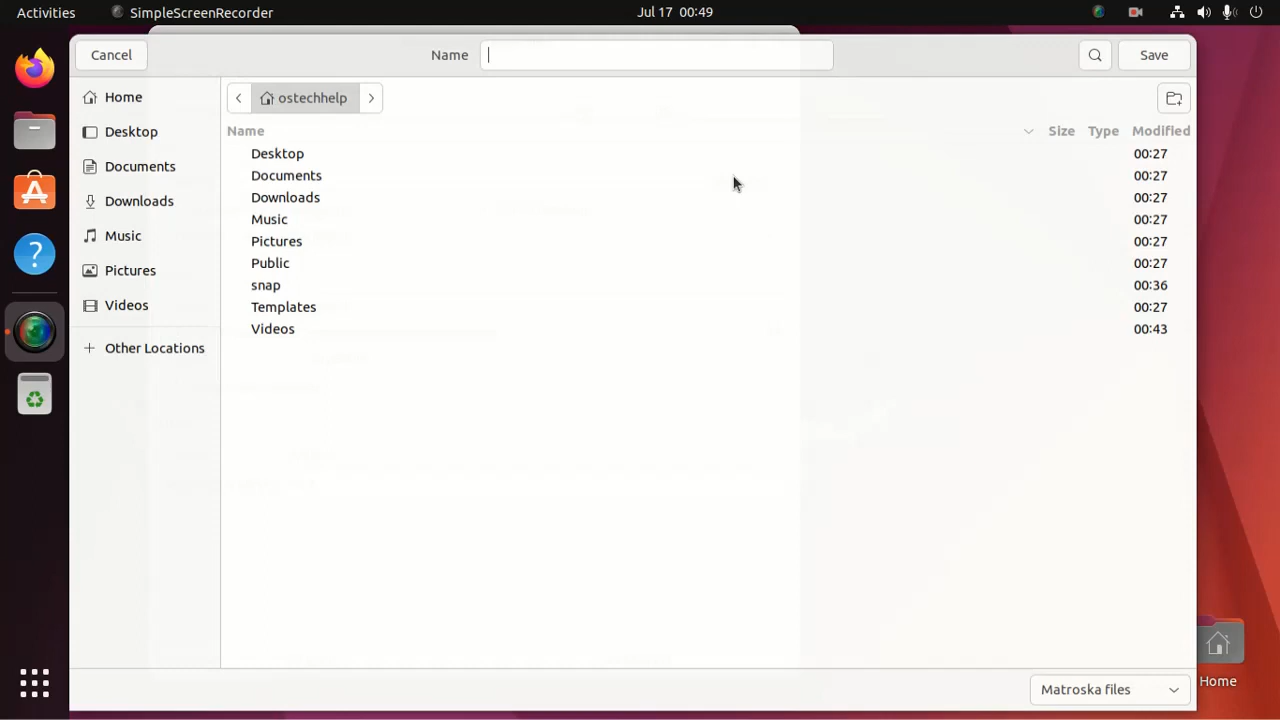 Activities SimpleScreenRecorder Jul 17 00:49
Cancel Name Save
Home
Desktop
Documents
Downloads
Music
Pictures
Videos
Other Locations
ostechhelp
Name Size Type Modified
Desktop 00:27
Documents 00:27
Downloads 00:27
Music 00:27
Pictures 00:27
Public 00:27
snap 00:36
Templates 00:27
Videos 00:43
Matroska files
Home